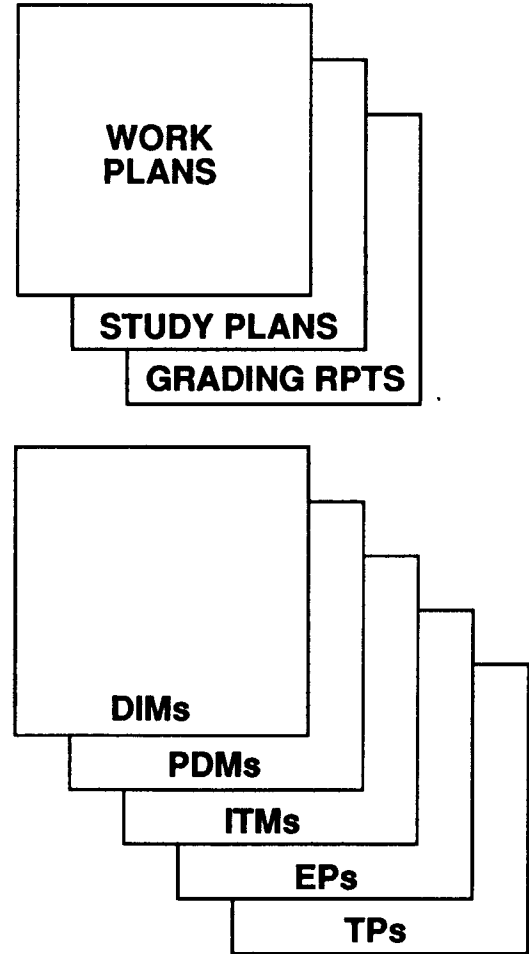 WORK
PLANS
STUDY PLANS
GRADING RPTS
DIMs
PDMs
ITMs
EPs
TPs